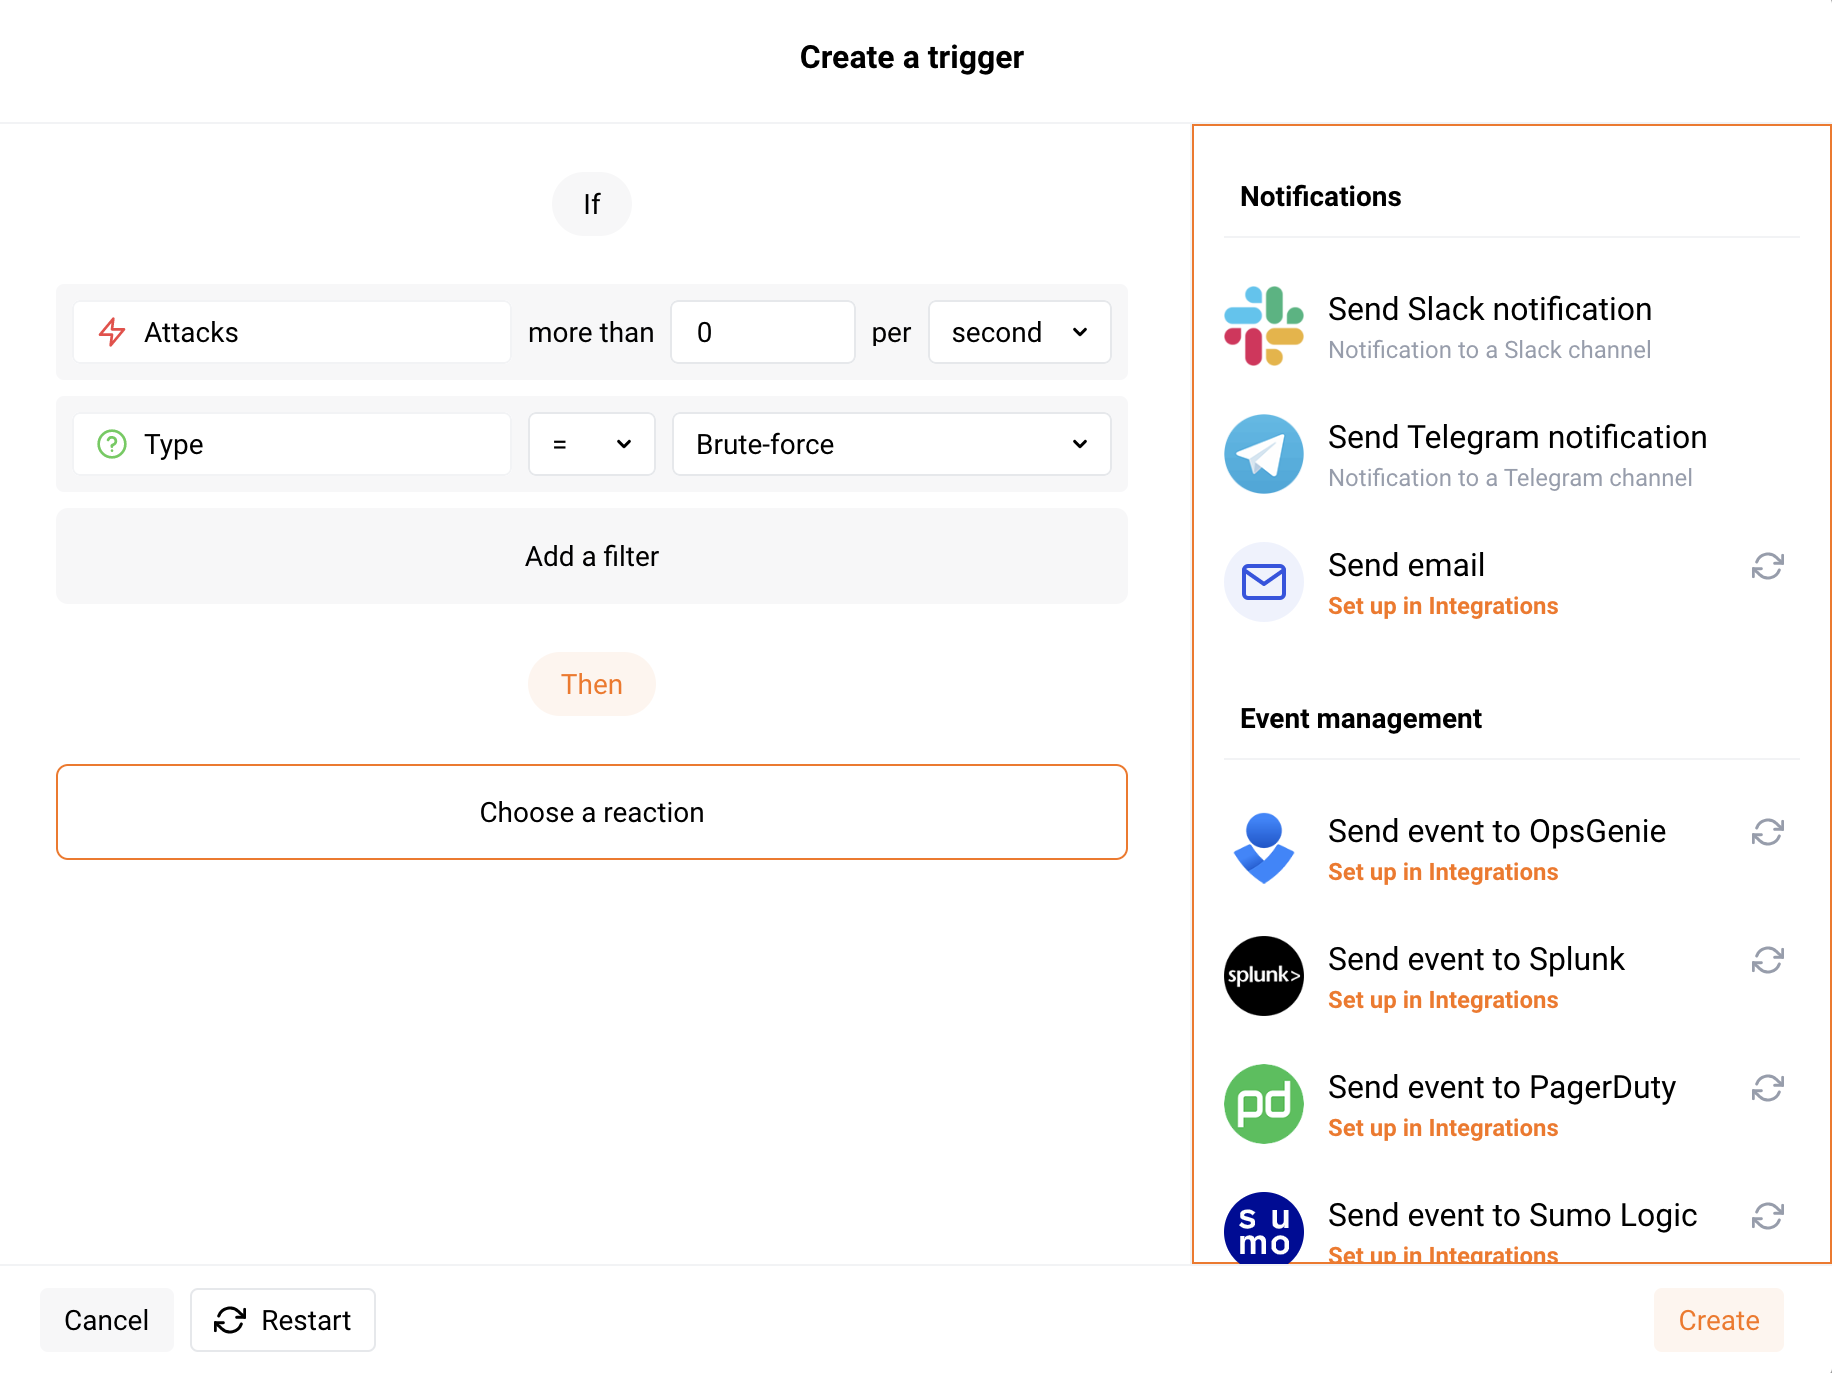 Create a trigger
If
Attacks more than 0 per second
Type = Brute-force
Add a filter
Then
Choose a reaction
Notifications
Send Slack notification
Notification to a Slack channel
Send Telegram notification
Notification to a Telegram channel
Send email
Set up in Integrations
Event management
Send event to OpsGenie
Set up in Integrations
splunk>
Send event to Splunk
Set up in Integrations
pd
Send event to PagerDuty
Set up in Integrations
su
mo
Send event to Sumo Logic
Set up in Integrations
Cancel
Restart
Create